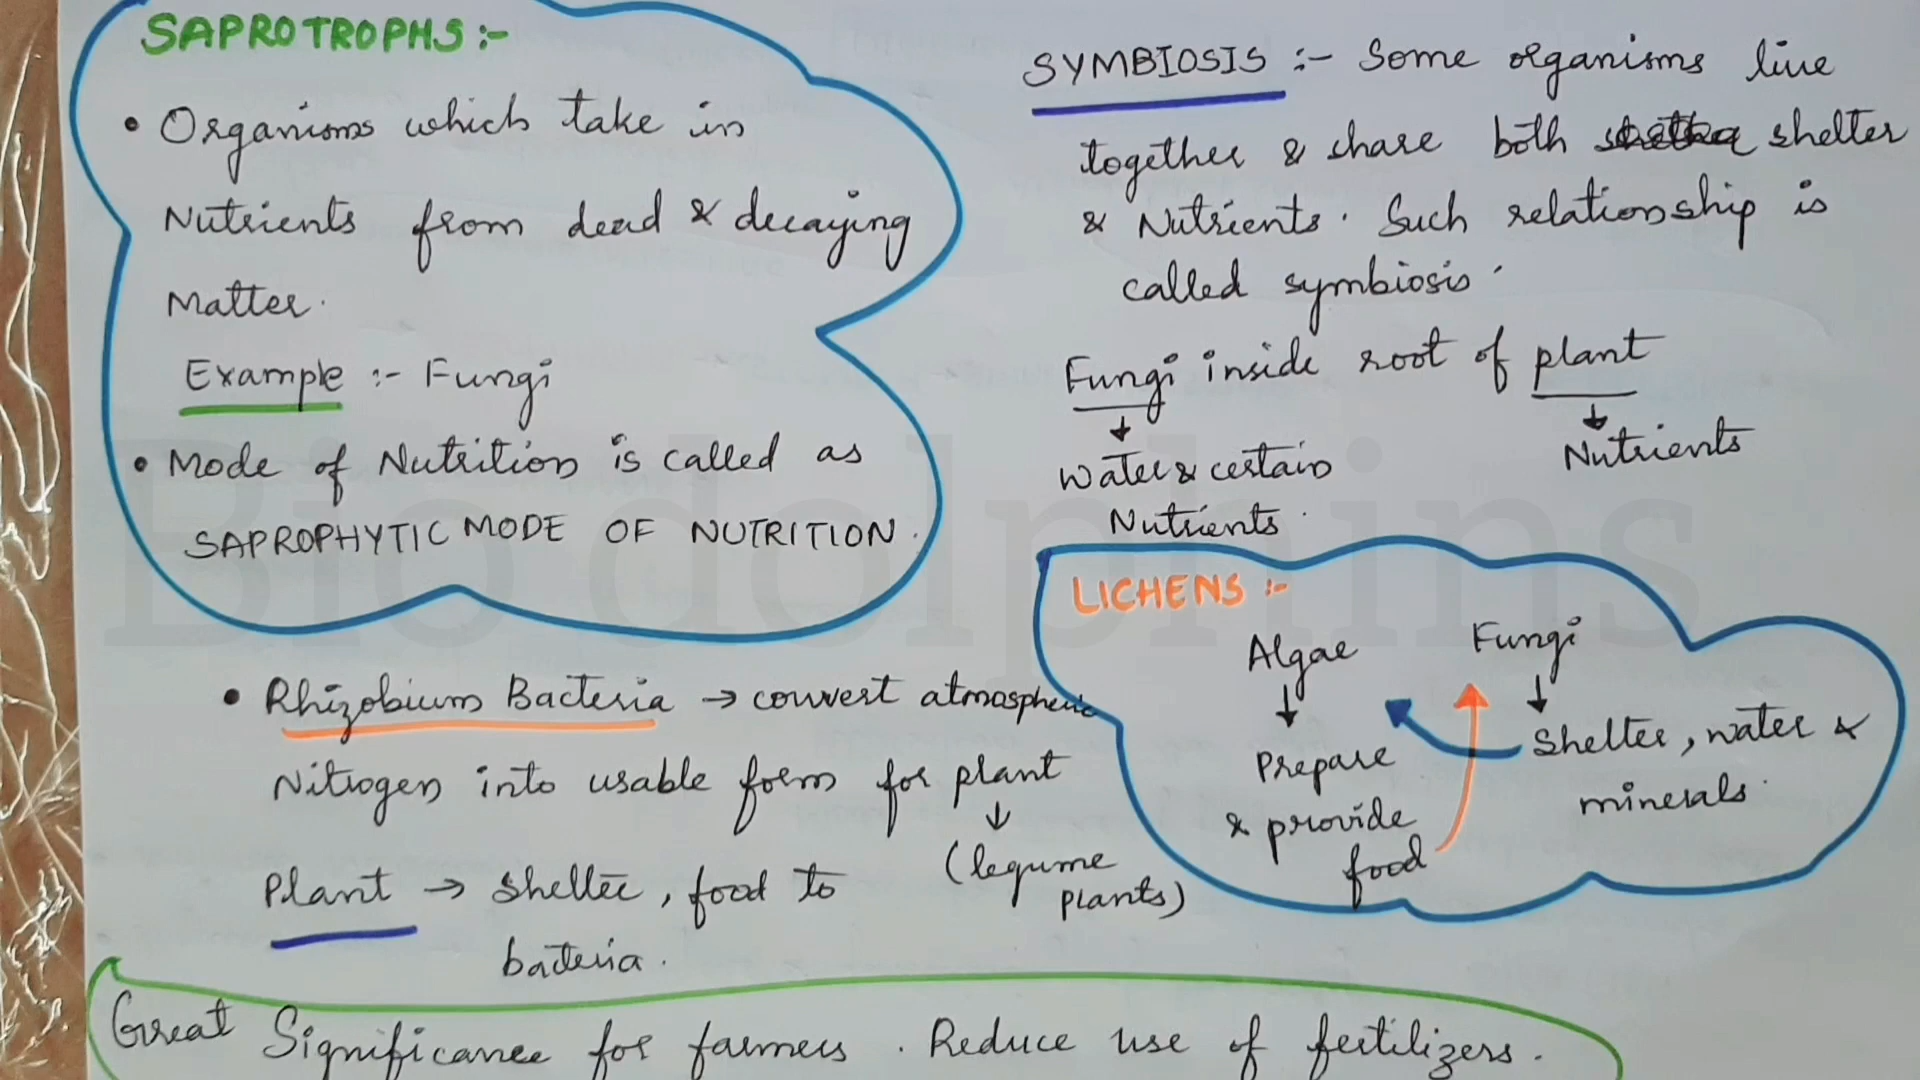 SAPROTROPHS :-
• Organisms which take in
Nutrients from dead & decaying
Matter.
Example :- Fungi
• Mode of Nutrition is called as
SAPROPHYTIC MODE OF NUTRITION.
SYMBIOSIS :- Some organisms live
together & share both shelter
& Nutrients. Such relationship is
called symbiosis.
Fungi inside root of plant
Water & certain
Nutrients.
Nutrients
LICHENS :-
Algae
Prepare
& provide
food
Fungi
Shelter, water &
minerals.
• Rhizobium Bacteria → convert atmospheric
Nitrogen into usable form for plant
(legume
plants)
Plant → shelter, food to
bacteria.
Great Significance for farmers. Reduce use of fertilizers.
Bio dolphins